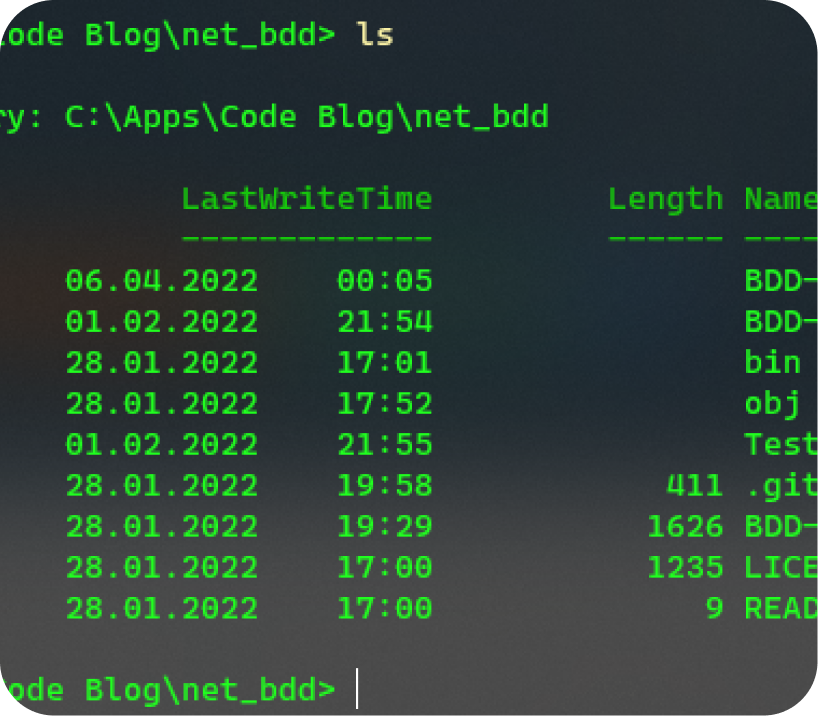 ode Blog\net_bdd> ls
ry: C:\Apps\Code Blog\net_bdd
LastWriteTime Length Name
------------- ------ ----
06.04.2022 00:05 BDD-
01.02.2022 21:54 BDD-
28.01.2022 17:01 bin
28.01.2022 17:52 obj
01.02.2022 21:55 Test
28.01.2022 19:58 411 .git
28.01.2022 19:29 1626 BDD-
28.01.2022 17:00 1235 LICE
28.01.2022 17:00 9 READ
ode Blog\net_bdd>